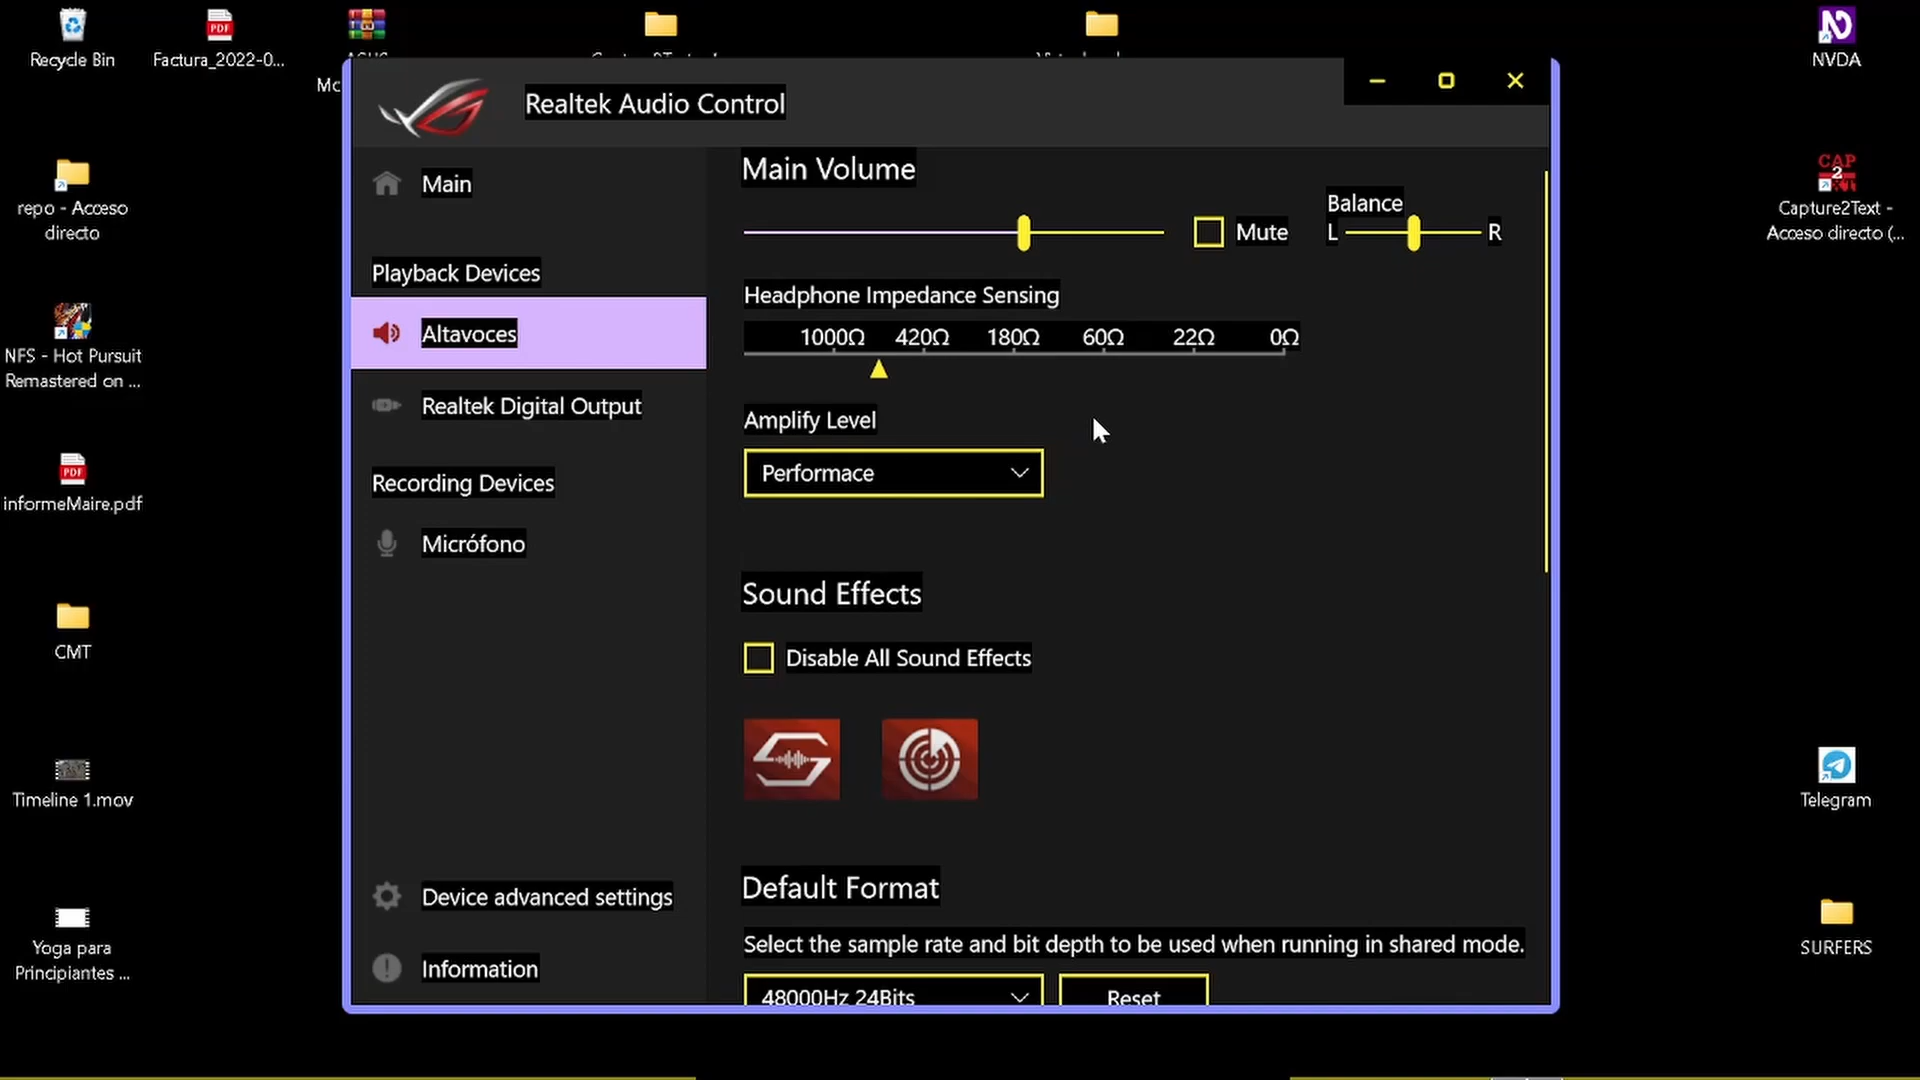 Recycle Bin
Factura_2022-0...
NVDA
Realtek Audio Control
Main
Playback Devices
Altavoces
Realtek Digital Output
Recording Devices
Micrófono
Device advanced settings
Information
Main Volume
Mute
Balance
L
R
Headphone Impedance Sensing
1000Ω 420Ω 180Ω 60Ω 22Ω 0Ω
Amplify Level
Performace
Sound Effects
Disable All Sound Effects
Default Format
Select the sample rate and bit depth to be used when running in shared mode.
48000Hz 24Bits
Reset
repo - Acceso
directo
NFS - Hot Pursuit
Remastered on ...
PDF
informeMaire.pdf
CMT
Timeline 1.mov
Yoga para
Principiantes ...
PDF
CAP
2
Capture2Text -
Acceso directo (...
Telegram
SURFERS